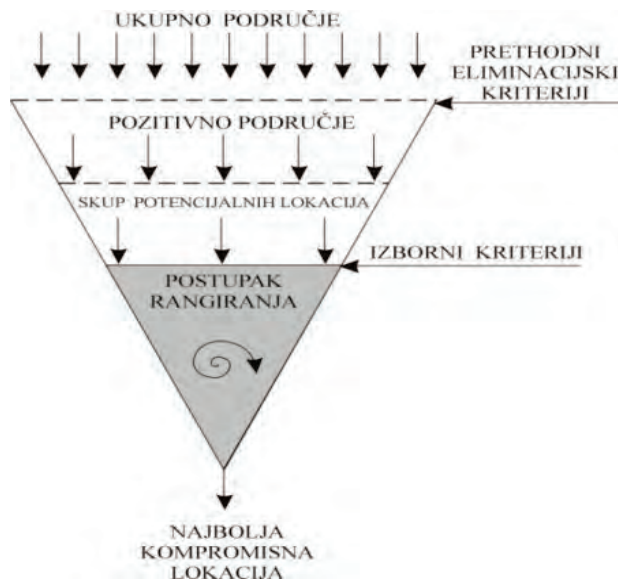 UKUPNO PODRUČJE
PRETHODNI
ELIMINACIJSKI
KRITERIJI
POZITIVNO PODRUČJE
SKUP POTENCIJALNIH LOKACIJA
IZBORNI KRITERIJI
POSTUPAK
RANGIRANJA
NAJBOLJA
KOMPROMISNA
LOKACIJA